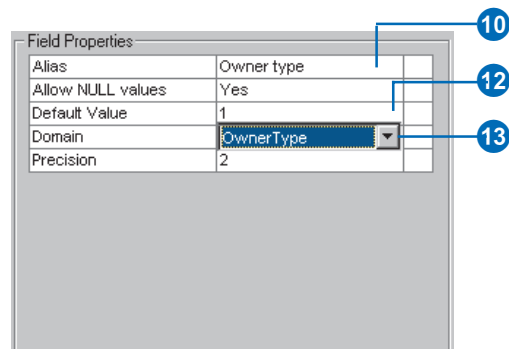 10
Field Properties
Alias Owner type
Allow NULL values Yes
12
Default Value 1
Domain OwnerType
13
Precision 2